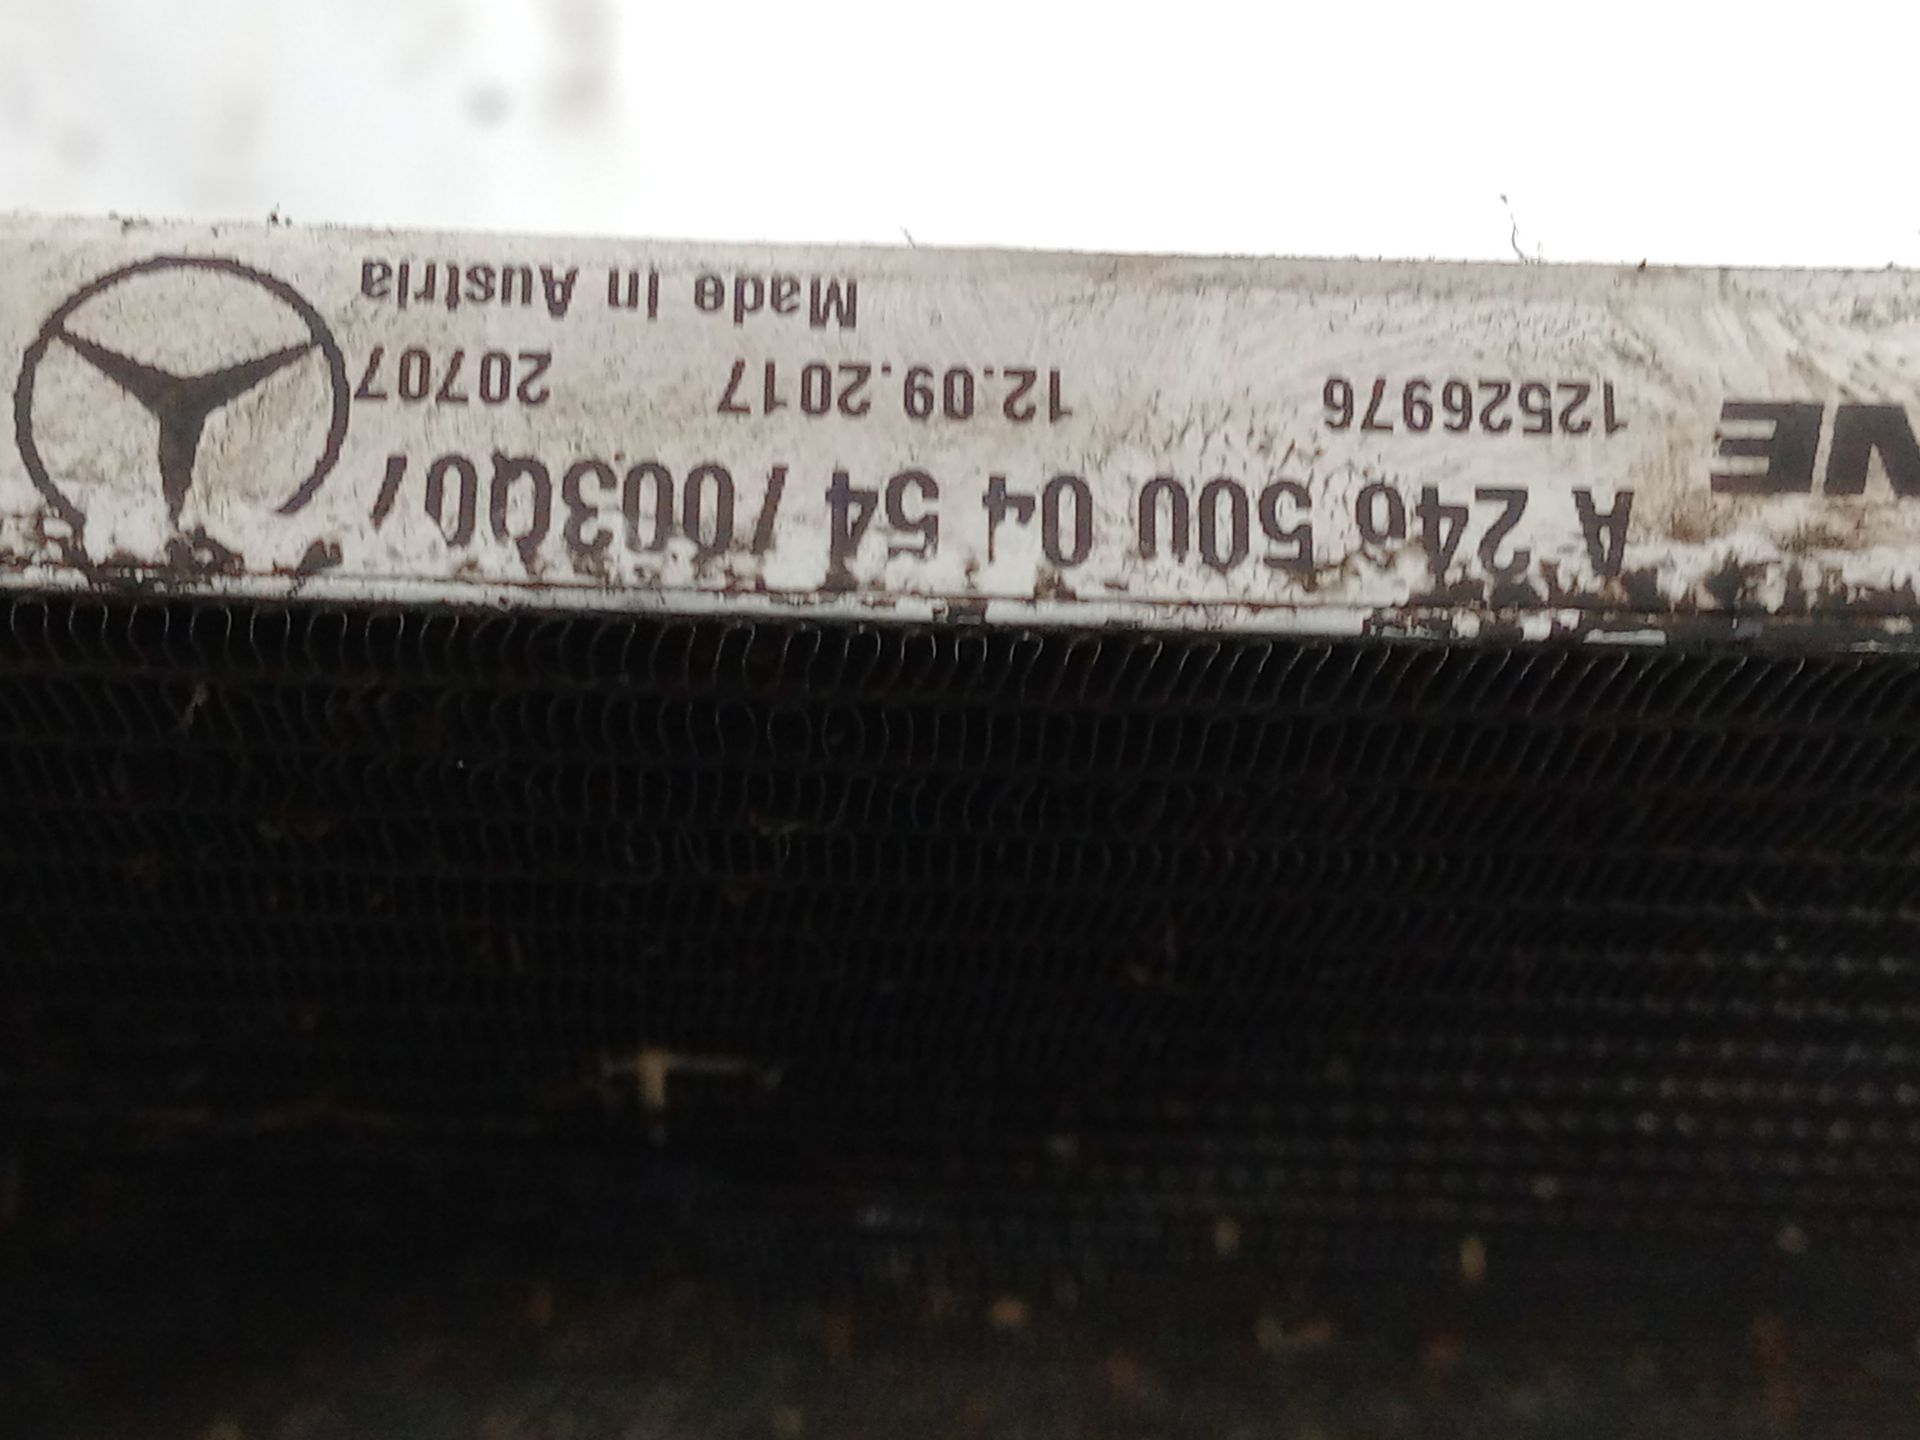 A 246 500 04 54 /003Q0/
12526976 12.09.2017 20707
Made in Austria